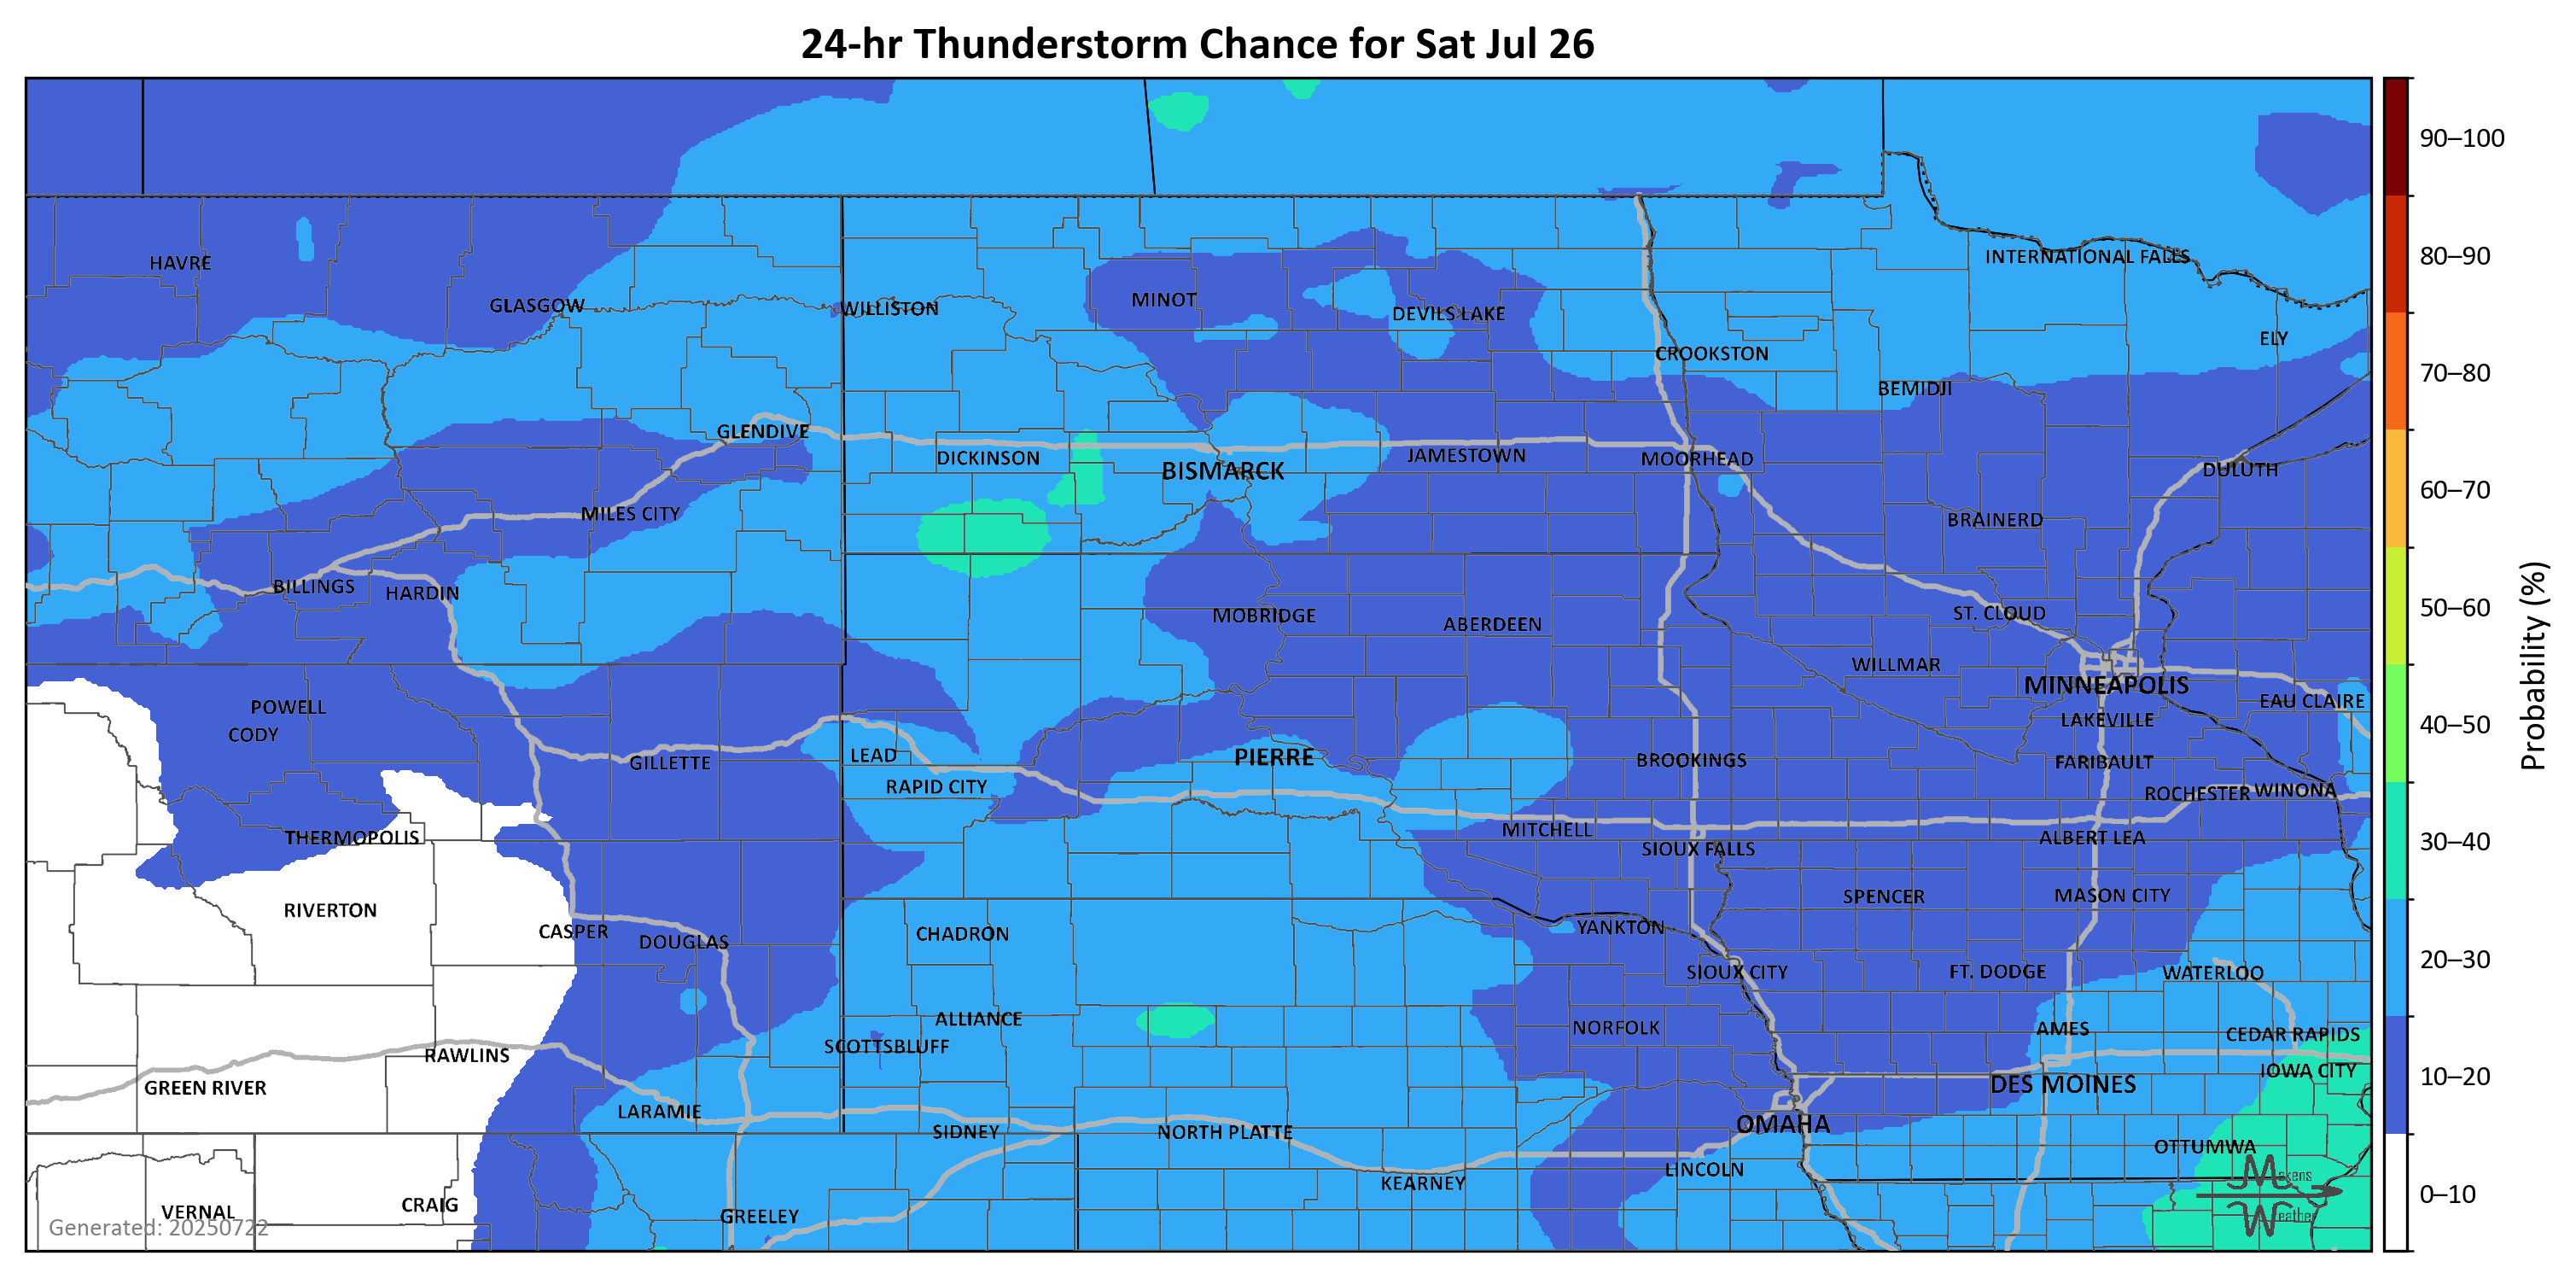 24-hr Thunderstorm Chance for Sat Jul 26
90–100
80–90
70–80
60–70
50–60
40–50
30–40
20–30
10–20
0–10
Probability (%)
HAVRE
INTERNATIONAL FALLS
MINOT
GLASGOW
WILLISTON
DEVILS LAKE
ELY
CROOKSTON
BEMIDJI
GLENDIVE
DICKINSON
BISMARCK
JAMESTOWN
MOORHEAD
DULUTH
MILES CITY
BRAINERD
BILLINGS
HARDIN
MOBRIDGE
ABERDEEN
ST. CLOUD
WILLMAR
MINNEAPOLIS
POWELL
EAU CLAIRE
LAKEVILLE
CODY
LEAD
PIERRE
GILLETTE
BROOKINGS
FARIBAULT
RAPID CITY
ROCHESTER
WINONA
THERMOPOLIS
MITCHELL
ALBERT LEA
SIOUX FALLS
SPENCER
MASON CITY
RIVERTON
CASPER
DOUGLAS
CHADRON
YANKTON
SIOUX CITY
FT. DODGE
WATERLOO
ALLIANCE
NORFOLK
AMES
CEDAR RAPIDS
SCOTTSBLUFF
RAWLINS
IOWA CITY
GREEN RIVER
DES MOINES
LARAMIE
OMAHA
SIDNEY
NORTH PLATTE
OTTUMWA
LINCOLN
KEARNEY
VERNAL
CRAIG
GREELEY
Makens
Weather
Generated: 20250722